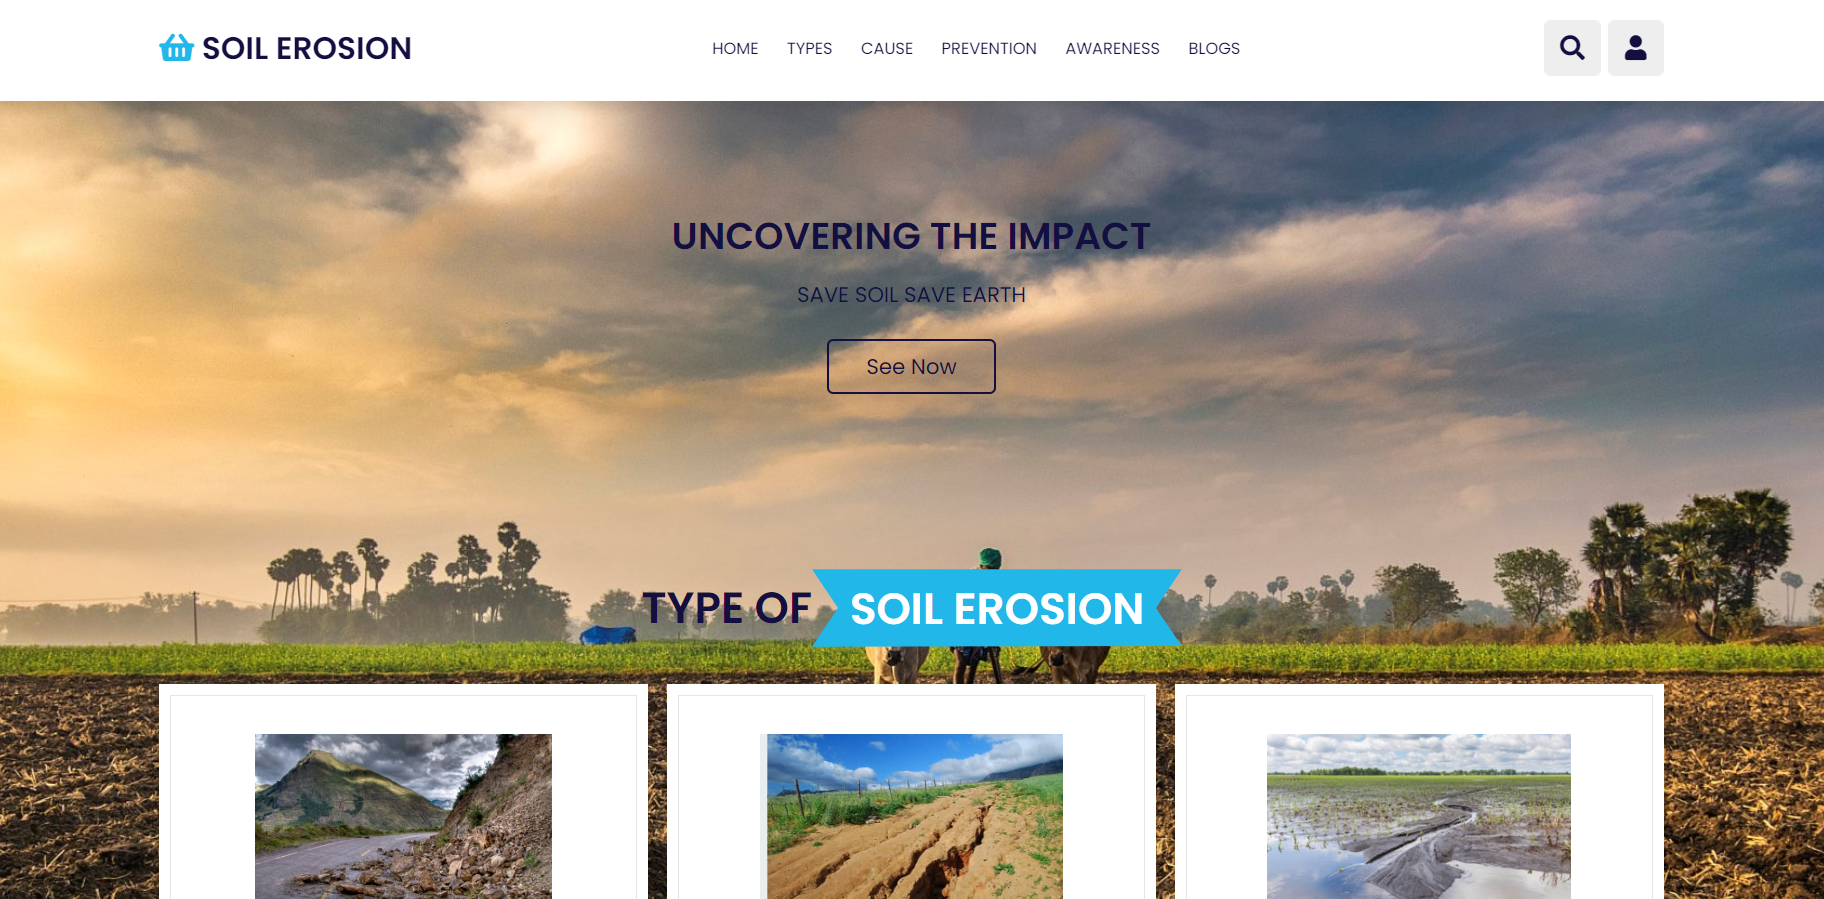 SOIL EROSION
HOME TYPES CAUSE PREVENTION AWARENESS BLOGS
UNCOVERING THE IMPACT
SAVE SOIL SAVE EARTH
See Now
TYPE OF SOIL EROSION